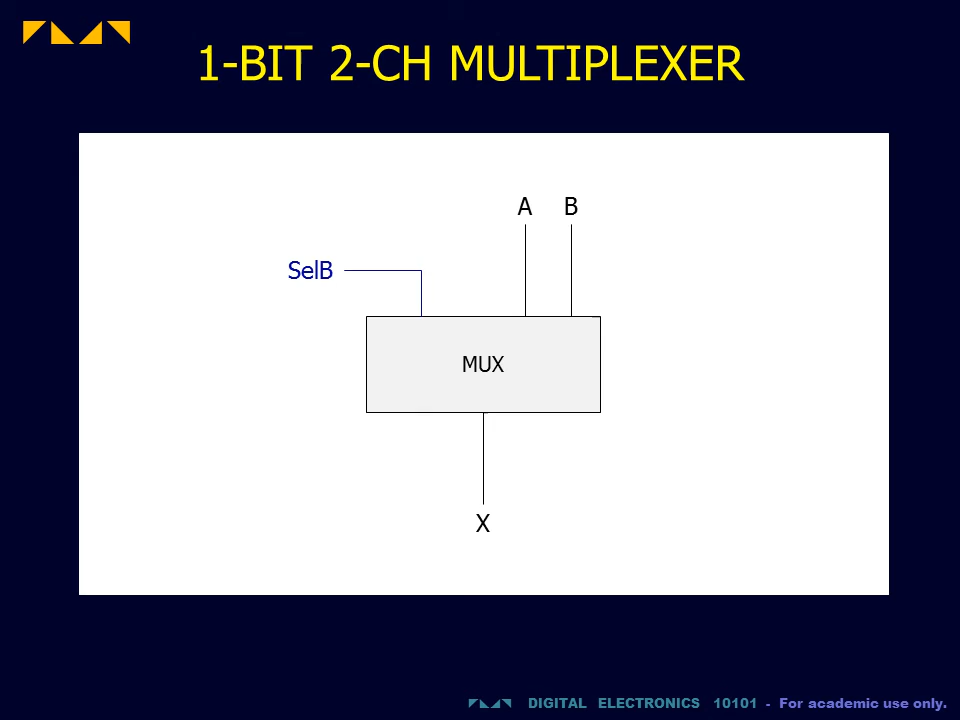 1-BIT 2-CH MULTIPLEXER
A B
SelB
MUX
X
DIGITAL ELECTRONICS 10101 - For academic use only.